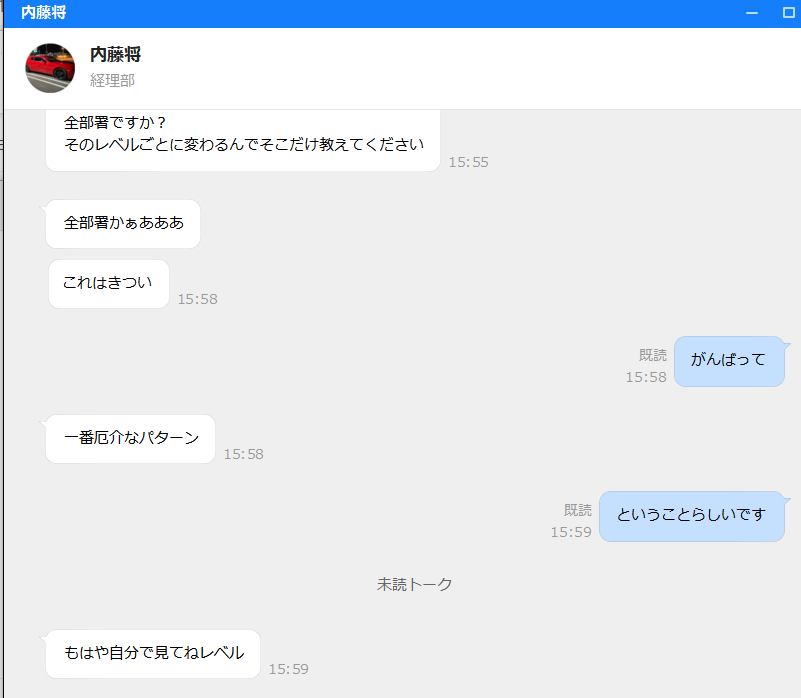 内藤将
内藤将
経理部
全部署ですか？
そのレベルごとに変わるんでそこだけ教えてください
15:55
全部署かぁあああ
これはきつい
15:58
既読
15:58
がんばって
一番厄介なパターン
15:58
既読
15:59
ということらしいです
未読トーク
もはや自分で見てねレベル
15:59